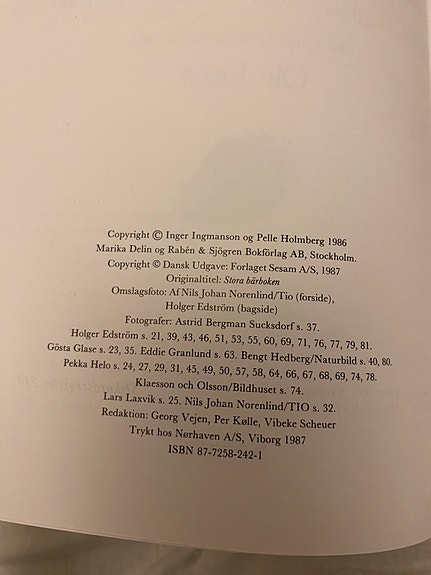 Copyright © Inger Ingmanson og Pelle Holmberg 1986
Marika Delin og Rabén & Sjögren Bokförlag AB, Stockholm.
Copyright © Dansk Udgave: Forlaget Sesam A/S, 1987
Originaltitel: Stora bärboken
Omslagsfoto: Af Nils Johan Norenlind/Tio (forside),
Holger Edström (bagside)
Fotografer: Astrid Bergman Sucksdorf s. 37.
Holger Edström s. 21, 39, 43, 46, 51, 53, 55, 60, 69, 71, 76, 77, 79, 81.
Gösta Glase s. 23, 35. Eddie Granlund s. 63. Bengt Hedberg/Naturbild s. 40, 80.
Pekka Helo s. 24, 27, 29, 31, 45, 49, 50, 57, 58, 64, 66, 67, 68, 69, 74, 78.
Klaesson och Olsson/Bildhuset s. 74.
Lars Laxvik s. 25. Nils Johan Norenlind/TIO s. 32.
Redaktion: Georg Vejen, Per Kølle, Vibeke Scheuer
Trykt hos Nørhaven A/S, Viborg 1987
ISBN 87-7258-242-1